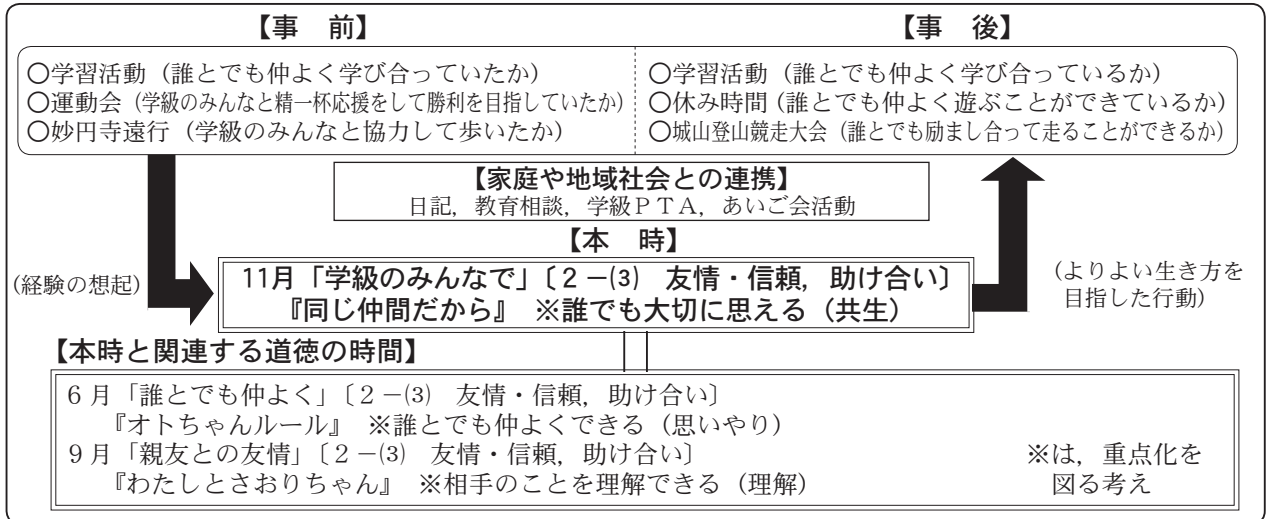 【事　前】
○学習活動（誰とでも仲よく学び合っていたか）
○運動会（学級のみんなと精一杯応援をして勝利を目指していたか）
○妙円寺遠行（学級のみんなと協力して歩いたか）
【事　後】
○学習活動（誰とでも仲よく学び合っているか）
○休み時間（誰とでも仲よく遊ぶことができているか）
○城山登山競走大会（誰とでも励まし合って走ることができるか）
【家庭や地域社会との連携】
日記，教育相談，学級ＰＴＡ，あいご会活動
【本　時】
(経験の想起)
11月「学級のみんなで」〔２－⑶　友情・信頼，助け合い〕
『同じ仲間だから』　※誰でも大切に思える（共生）
(よりよい生き方を
目指した行動)
【本時と関連する道徳の時間】
６月「誰とでも仲よく」〔２－⑶　友情・信頼，助け合い〕
『オトちゃんルール』　※誰とでも仲よくできる（思いやり）
９月「親友との友情」〔２－⑶　友情・信頼，助け合い〕
『わたしとさおりちゃん』　※相手のことを理解できる（理解）
※は，重点化を
図る考え